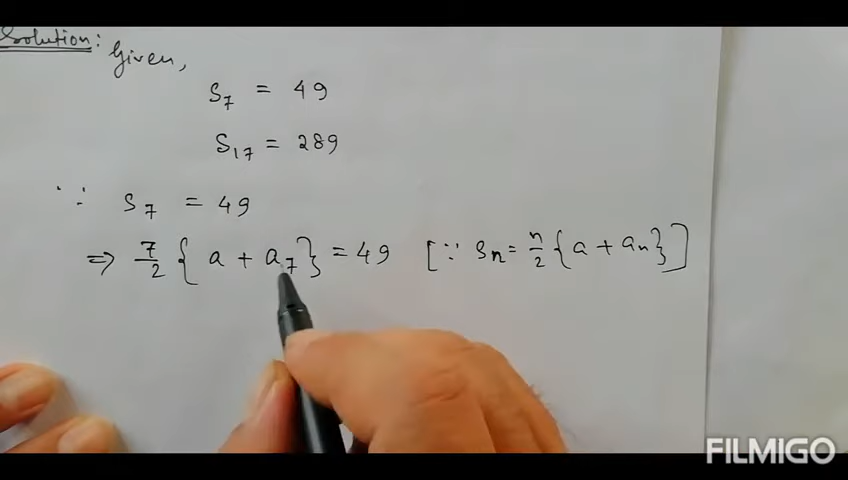 Solution: Given,
S₇ = 49
S₁₇ = 289
∵ S₇ = 49
⇒ 7/2 { a + a₇ } = 49 [∵ Sₙ = n/2 {a + aₙ}]
FILMIGO